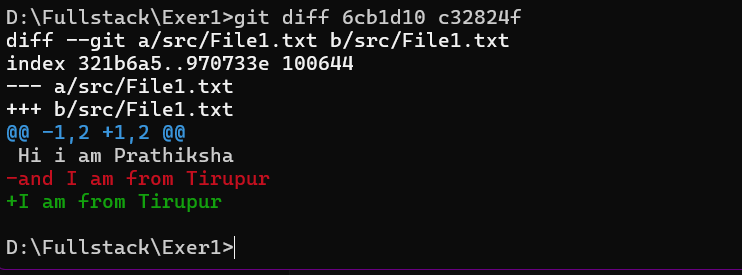 D:\Fullstack\Exer1>git diff 6cb1d10 c32824f
diff --git a/src/File1.txt b/src/File1.txt
index 321b6a5..970733e 100644
--- a/src/File1.txt
+++ b/src/File1.txt
@@ -1,2 +1,2 @@
 Hi i am Prathiksha
-and I am from Tirupur
+I am from Tirupur
D:\Fullstack\Exer1>